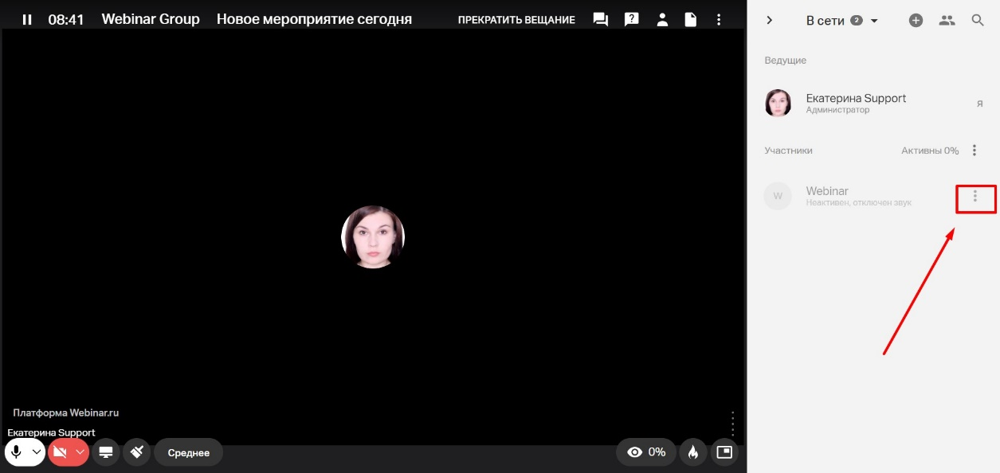 08:41 Webinar Group Новое мероприятие сегодня ПРЕКРАТИТЬ ВЕЩАНИЕ ?
В сети 2
Ведущие
Екатерина Support
Администратор
Я
Участники Активны 0%
W
Webinar
Неактивен, отключен звук
Платформа Webinar.ru
Екатерина Support
Среднее
0%